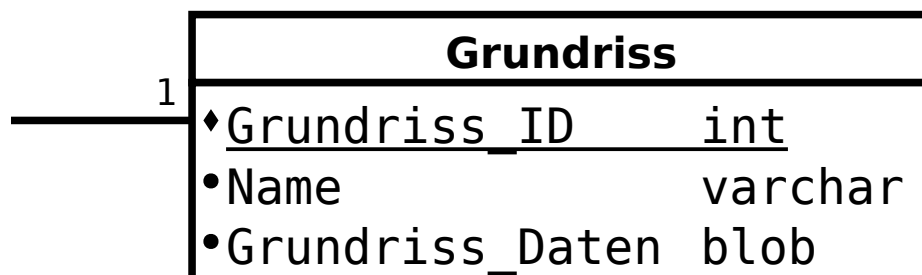 Grundriss
1
♦Grundriss_ID int
•Name varchar
•Grundriss_Daten blob